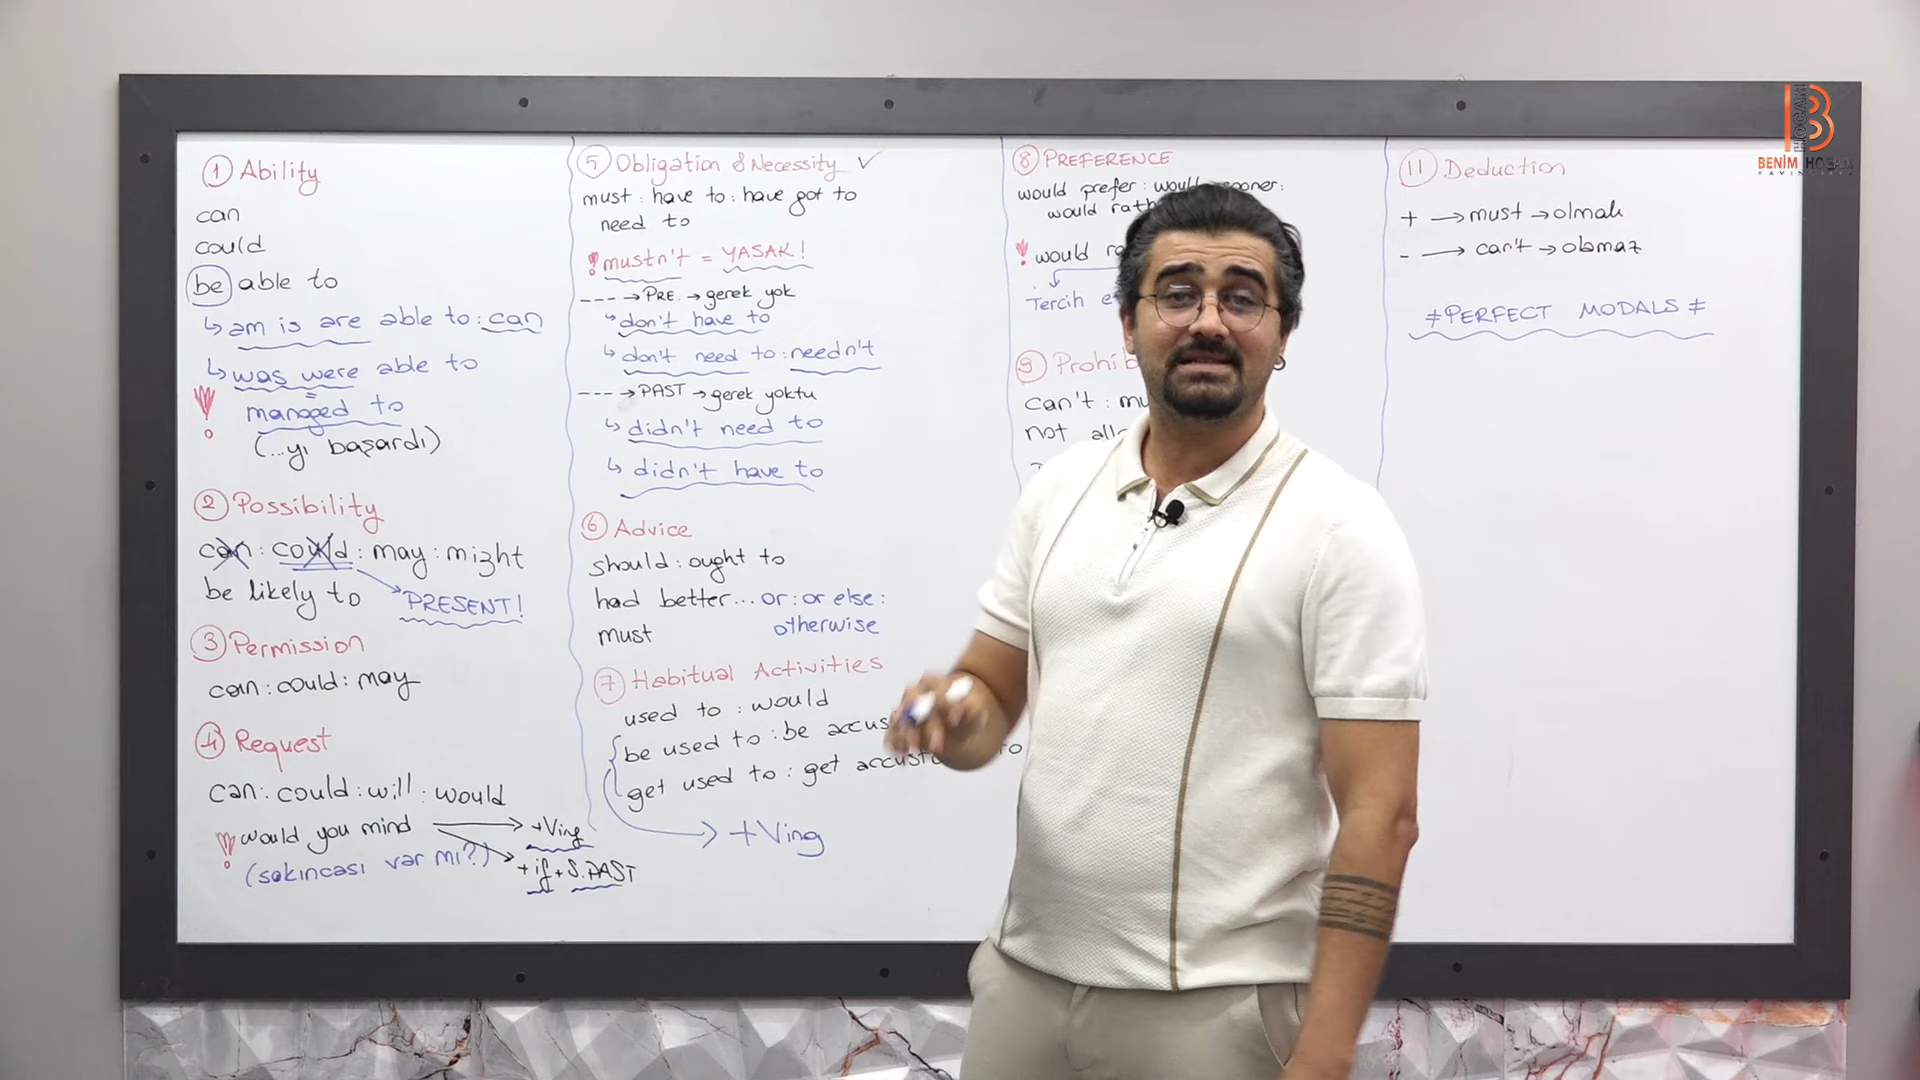 ① Ability
can
could
be able to
↳ am is are able to : can
↳ was were able to
=
! managed to
(...yı başardı)
② Possibility
can : could : may : might
be likely to
PRESENT!
③ Permission
can : could : may
④ Request
can : could : will : would
! would you mind → +Ving
(sakıncası var mı?) + if + S.PAST
⑤ Obligation & Necessity ✓
must : have to : have got to
need to
! mustn't = YASAK!
---→ PRE. → gerek yok
↳ don't have to
↳ don't need to : needn't
---→ PAST → gerek yoktu
↳ didn't need to
↳ didn't have to
⑥ Advice
should : ought to
had better... or : or else :
otherwise
must
⑦ Habitual Activities
used to : would
be used to : be
get used to : get
→ +Ving
⑧ PREFERENCE
would prefer :
would
! would
Tercih
⑨
can't :
not
⑪ Deduction
+ → must → olmalı
- → can't → olamaz
≠PERFECT MODALS≠
B
HOCAM
BENİM HOCAM
YAYINLARI